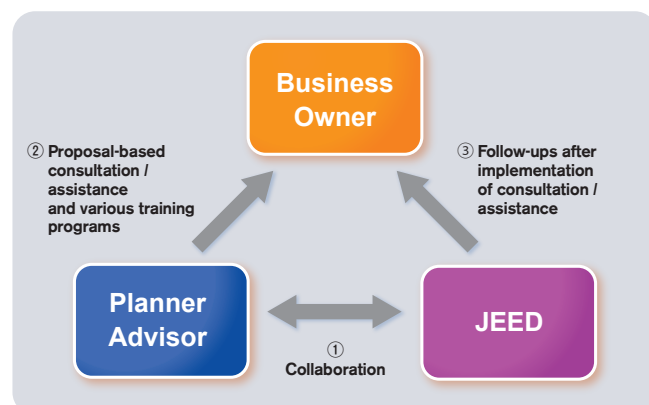 Business
Owner
② Proposal-based
consultation /
assistance
and various training
programs
③ Follow-ups after
implementation
of consultation /
assistance
Planner
Advisor
JEED
①
Collaboration